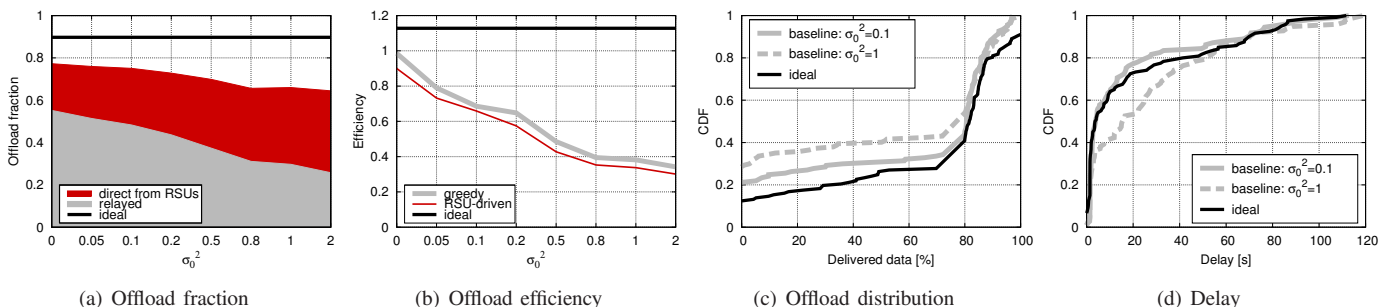 1
0.8
0.6
0.4
0.2
0
Offload fraction
direct from RSUs
relayed
ideal
0 0.05 0.1 0.2 0.5 0.8 1 2
σ₀²
(a) Offload fraction
1.2
1
0.8
0.6
0.4
0.2
0
Efficiency
greedy
RSU-driven
ideal
0 0.05 0.1 0.2 0.5 0.8 1 2
σ₀²
(b) Offload efficiency
1
0.8
0.6
0.4
0.2
0
CDF
baseline: σ₀²=0.1
baseline: σ₀²=1
ideal
0 20 40 60 80 100
Delivered data [%]
(c) Offload distribution
1
0.8
0.6
0.4
0.2
0
CDF
baseline: σ₀²=0.1
baseline: σ₀²=1
ideal
0 20 40 60 80 100 120
Delay [s]
(d) Delay